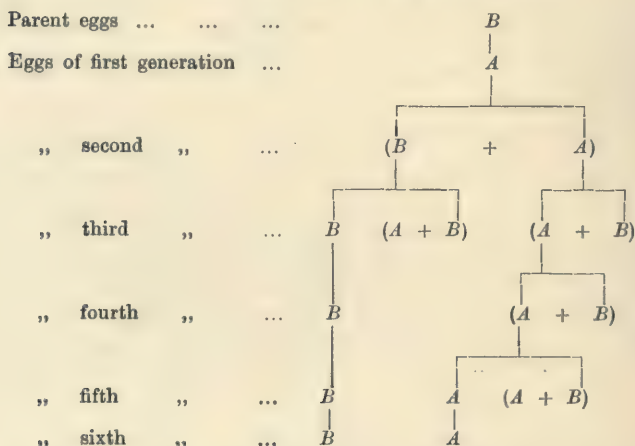 Parent eggs ... ... ... B
Eggs of first generation ... A
„ second „ ... (B + A)
„ third „ ... B (A + B) (A + B)
„ fourth „ ... B (A + B)
„ fifth „ ... B A (A + B)
„ sixth „ ... B A